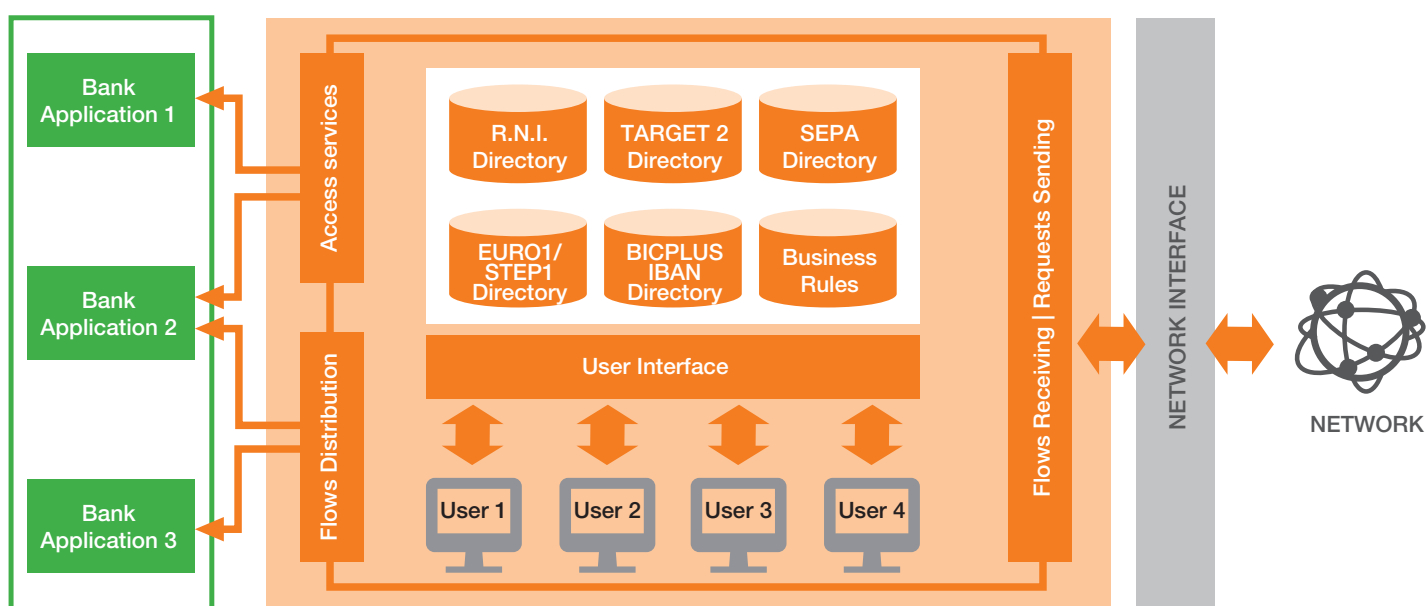 Bank
Application 1
Bank
Application 2
Bank
Application 3
Access services
Flows Distribution
R.N.I.
Directory
TARGET 2
Directory
SEPA
Directory
EURO1/
STEP1
Directory
BICPLUS
IBAN
Directory
Business
Rules
User Interface
User 1
User 2
User 3
User 4
Flows Receiving | Requests Sending
NETWORK INTERFACE
NETWORK